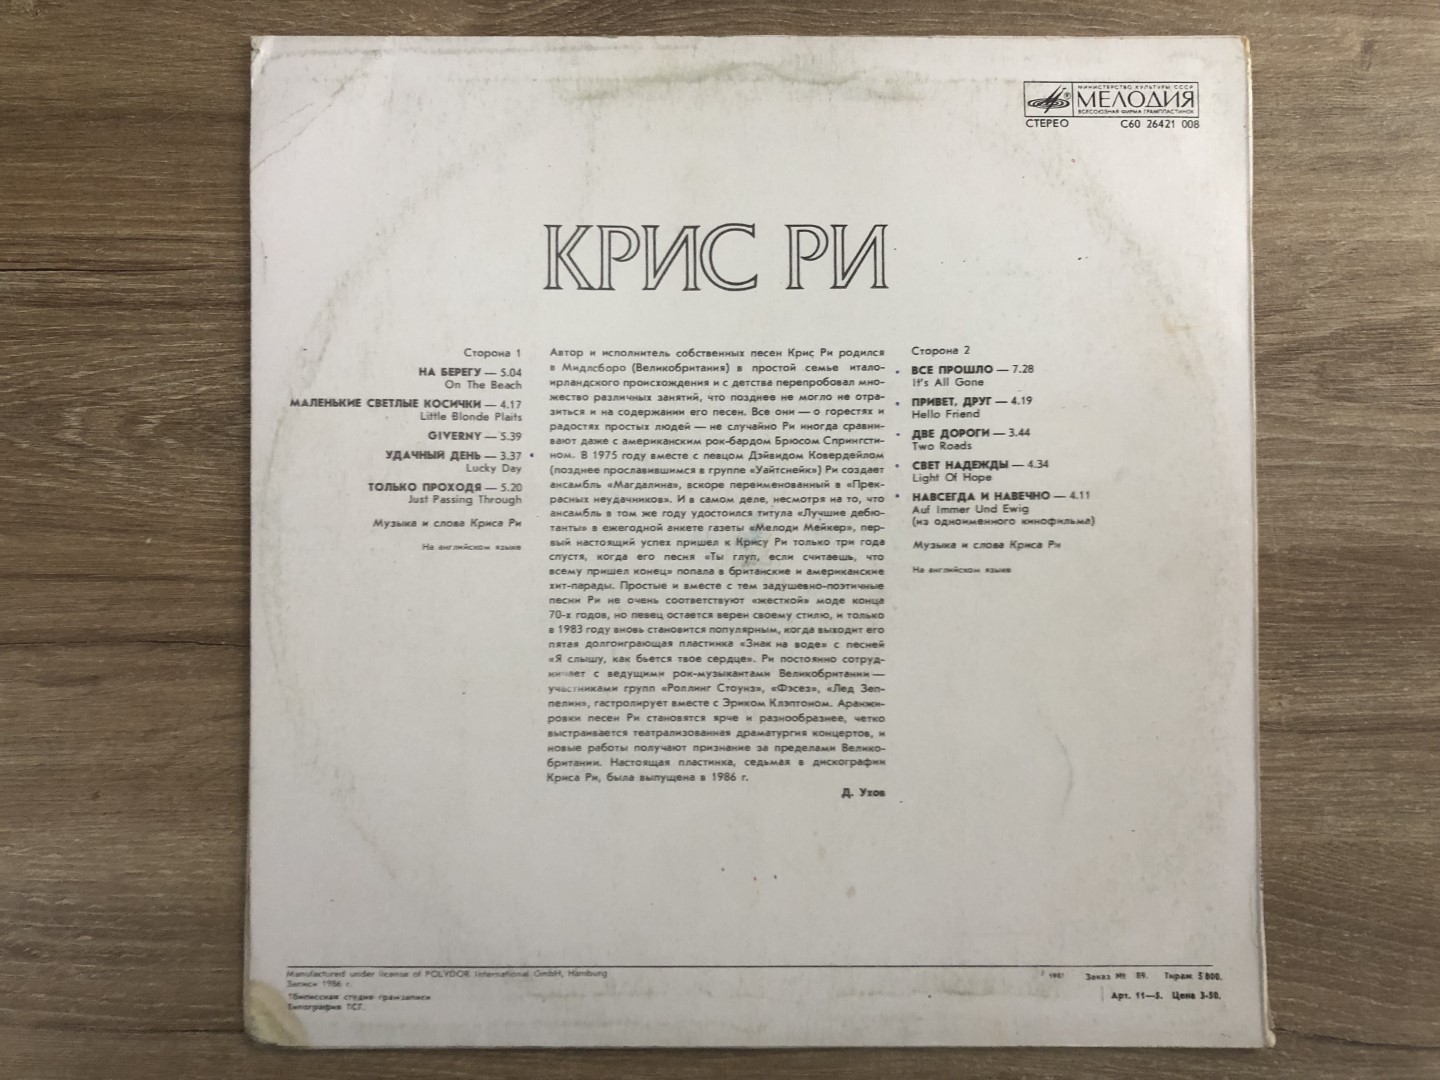 МИНИСТЕРСТВО КУЛЬТУРЫ СССР
МЕЛОДИЯ
ВСЕСОЮЗНАЯ ФИРМА ГРАМПЛАСТИНОК
СТЕРЕО С60 26421 008
КРИС РИ
Сторона 1
НА БЕРЕГУ — 5.04
On The Beach
МАЛЕНЬКИЕ СВЕТЛЫЕ КОСИЧКИ — 4.17
Little Blonde Plaits
GIVERNY — 5.39
УДАЧНЫЙ ДЕНЬ — 3.37
Lucky Day
ТОЛЬКО ПРОХОДЯ — 5.20
Just Passing Through
Музыка и слова Криса Ри
На английском языке
Автор и исполнитель собственных песен Крис Ри родился
в Мидлсборо (Великобритания) в простой семье итало-
ирландского происхождения и с детства перепробовал мно-
жество различных занятий, что позднее не могло не отра-
зиться и на содержании его песен. Все они — о горестях и
радостях простых людей — не случайно Ри иногда сравни-
вают даже с американским рок-бардом Брюсом Спрингсти-
ном. В 1975 году вместе с певцом Дэйвидом Ковердейлом
(позднее прославившимся в группе «Уайтснейк») Ри создает
ансамбль «Магдалина», вскоре переименованный в «Прек-
расных неудачников». И в самом деле, несмотря на то, что
ансамбль в том же году удостоился титула «Лучшие дебю-
танты» в ежегодной анкете газеты «Мелоди Мейкер», пер-
вый настоящий успех пришел к Крису Ри только три года
спустя, когда его песня «Ты глуп, если считаешь, что
всему пришел конец» попала в британские и американские
хит-парады. Простые и вместе с тем задушевно-поэтичные
песни Ри не очень соответствуют «жесткой» моде конца
70-х годов, но певец остается верен своему стилю, и только
в 1983 году вновь становится популярным, когда выходит его
пятая долгоиграющая пластинка «Знак на воде» с песней
«Я слышу, как бьется твое сердце». Ри постоянно сотруд-
ничает с ведущими рок-музыкантами Великобритании —
участниками групп «Роллинг Стоунз», «Фэсез», «Лед Зеп-
пелин», гастролирует вместе с Эриком Клэптоном. Аранжи-
ровки песен Ри становятся ярче и разнообразнее, четко
выстраивается театрализованная драматургия концертов, и
новые работы получают признание за пределами Велико-
британии. Настоящая пластинка, седьмая в дискографии
Криса Ри, была выпущена в 1986 г.
Д. Ухов
Сторона 2
ВСЕ ПРОШЛО — 7.28
It's All Gone
ПРИВЕТ, ДРУГ — 4.19
Hello Friend
ДВЕ ДОРОГИ — 3.44
Two Roads
СВЕТ НАДЕЖДЫ — 4.34
Light Of Hope
НАВСЕГДА И НАВЕЧНО — 4.11
Auf Immer Und Ewig
(из одноименного кинофильма)
Музыка и слова Криса Ри
На английском языке
Manufactured under license of POLYDOR International GmbH, Hamburg
Записи 1986 г.
Тбилисская студия грамзаписи
Типография ТСГ.
Заказ № 89. Тираж 5 800.
Арт. 11—5. Цена 3-50.